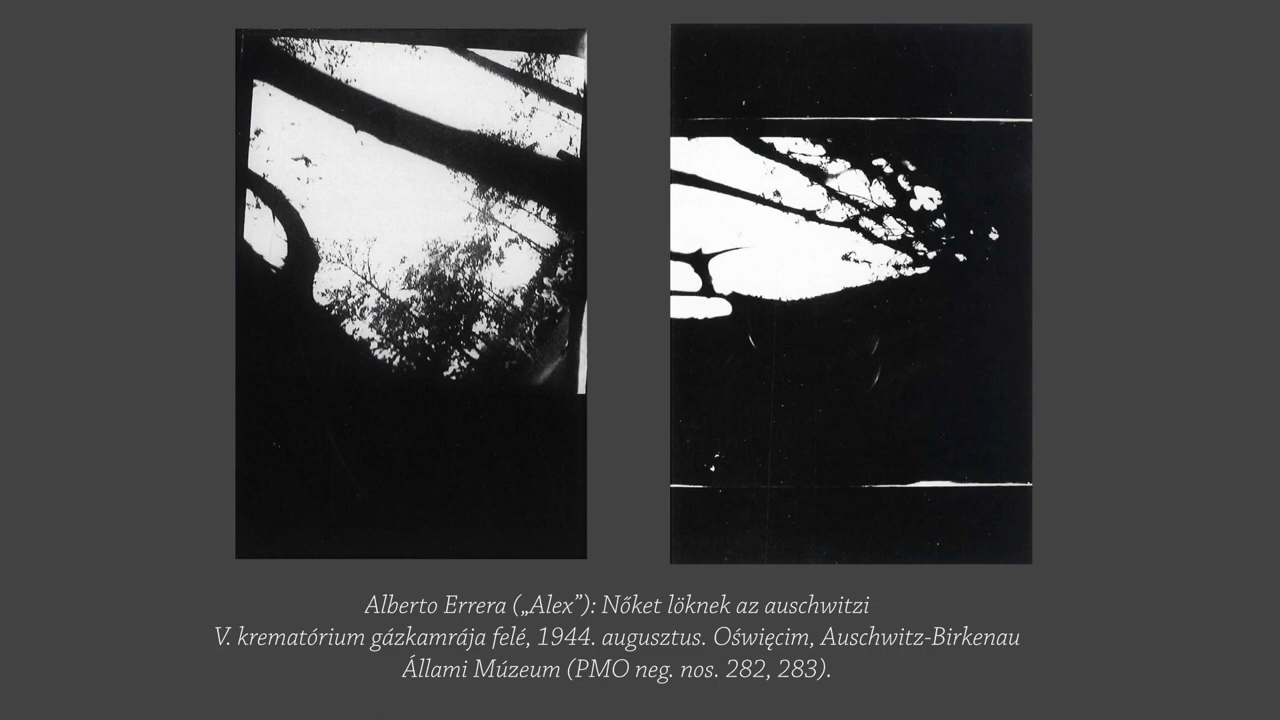 Alberto Errera („Alex”): Nőket löknek az auschwitzi
V. krematórium gázkamrája felé, 1944. augusztus. Oświęcim, Auschwitz-Birkenau
Állami Múzeum (PMO neg. nos. 282, 283).